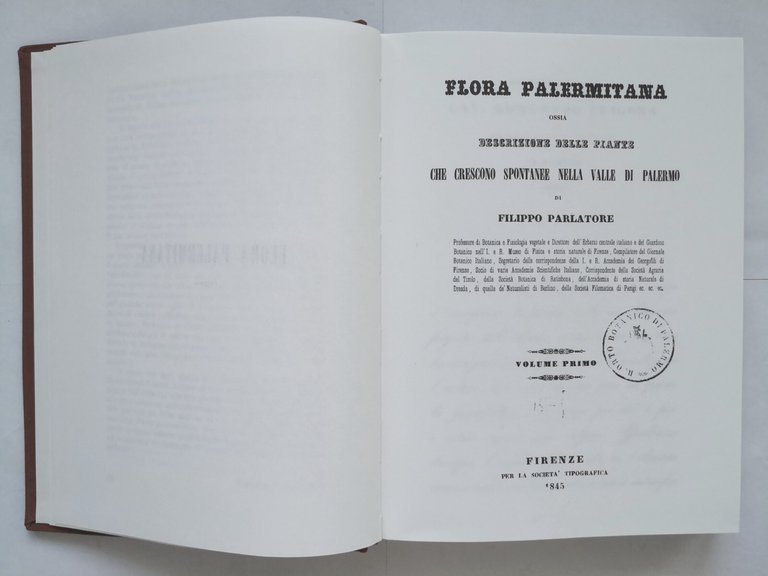 FLORA PALERMITANA
OSSIA
DESCRIZIONE DELLE PIANTE
CHE CRESCONO SPONTANEE NELLA VALLE DI PALERMO
DI
FILIPPO PARLATORE
Professore di Botanica e Fisiologia vegetale e Direttore dell' Erbario centrale italiano e del Giardino
Botanico nell' I. e R. Museo di Fisica e storia naturale di Firenze, Compilatore del Giornale
Botanico Italiano, Segretario della corrispondenza della I. e R. Accademia dei Georgofili di
Firenze, Socio di varie Accademie Scientifiche Italiane, Corrispondente della Società Agraria
del Tirolo, della Società Botanica di Ratisbona, dell'Accademia di storia Naturale di
Dresda, di quella de' Naturalisti di Berlino, della Società Filomatica di Parigi ec. ec. ec.
R. ORTO BOTANICO DI PALERMO
VOLUME PRIMO
FIRENZE
PER LA SOCIETA' TIPOGRAFICA
1845
FLORA PALERMITANA